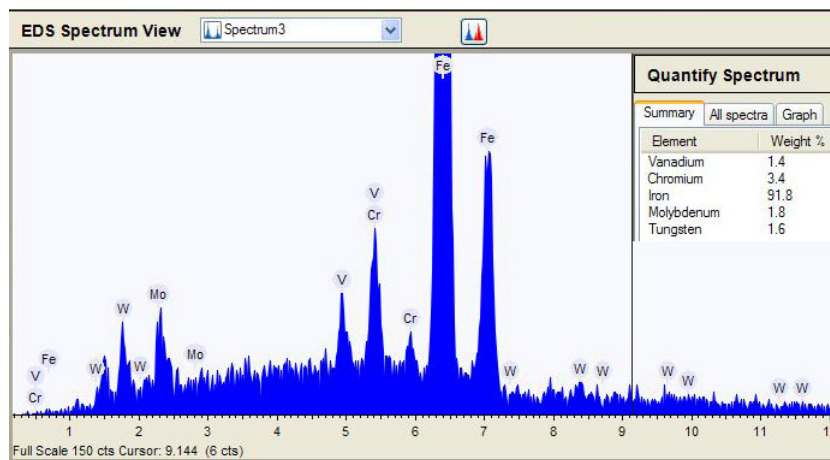 EDS Spectrum View Spectrum3
Quantify Spectrum
Summary All spectra Graph
Element Weight %
Vanadium 1.4
Chromium 3.4
Iron 91.8
Molybdenum 1.8
Tungsten 1.6
Fe
Fe
V
Cr
V
Cr
Mo
W
Fe
V
Cr
W
W
Mo
W
W
W
W
W
W
W
1 2 3 4 5 6 7 8 9 10 11
Full Scale 150 cts Cursor: 9.144 (6 cts)